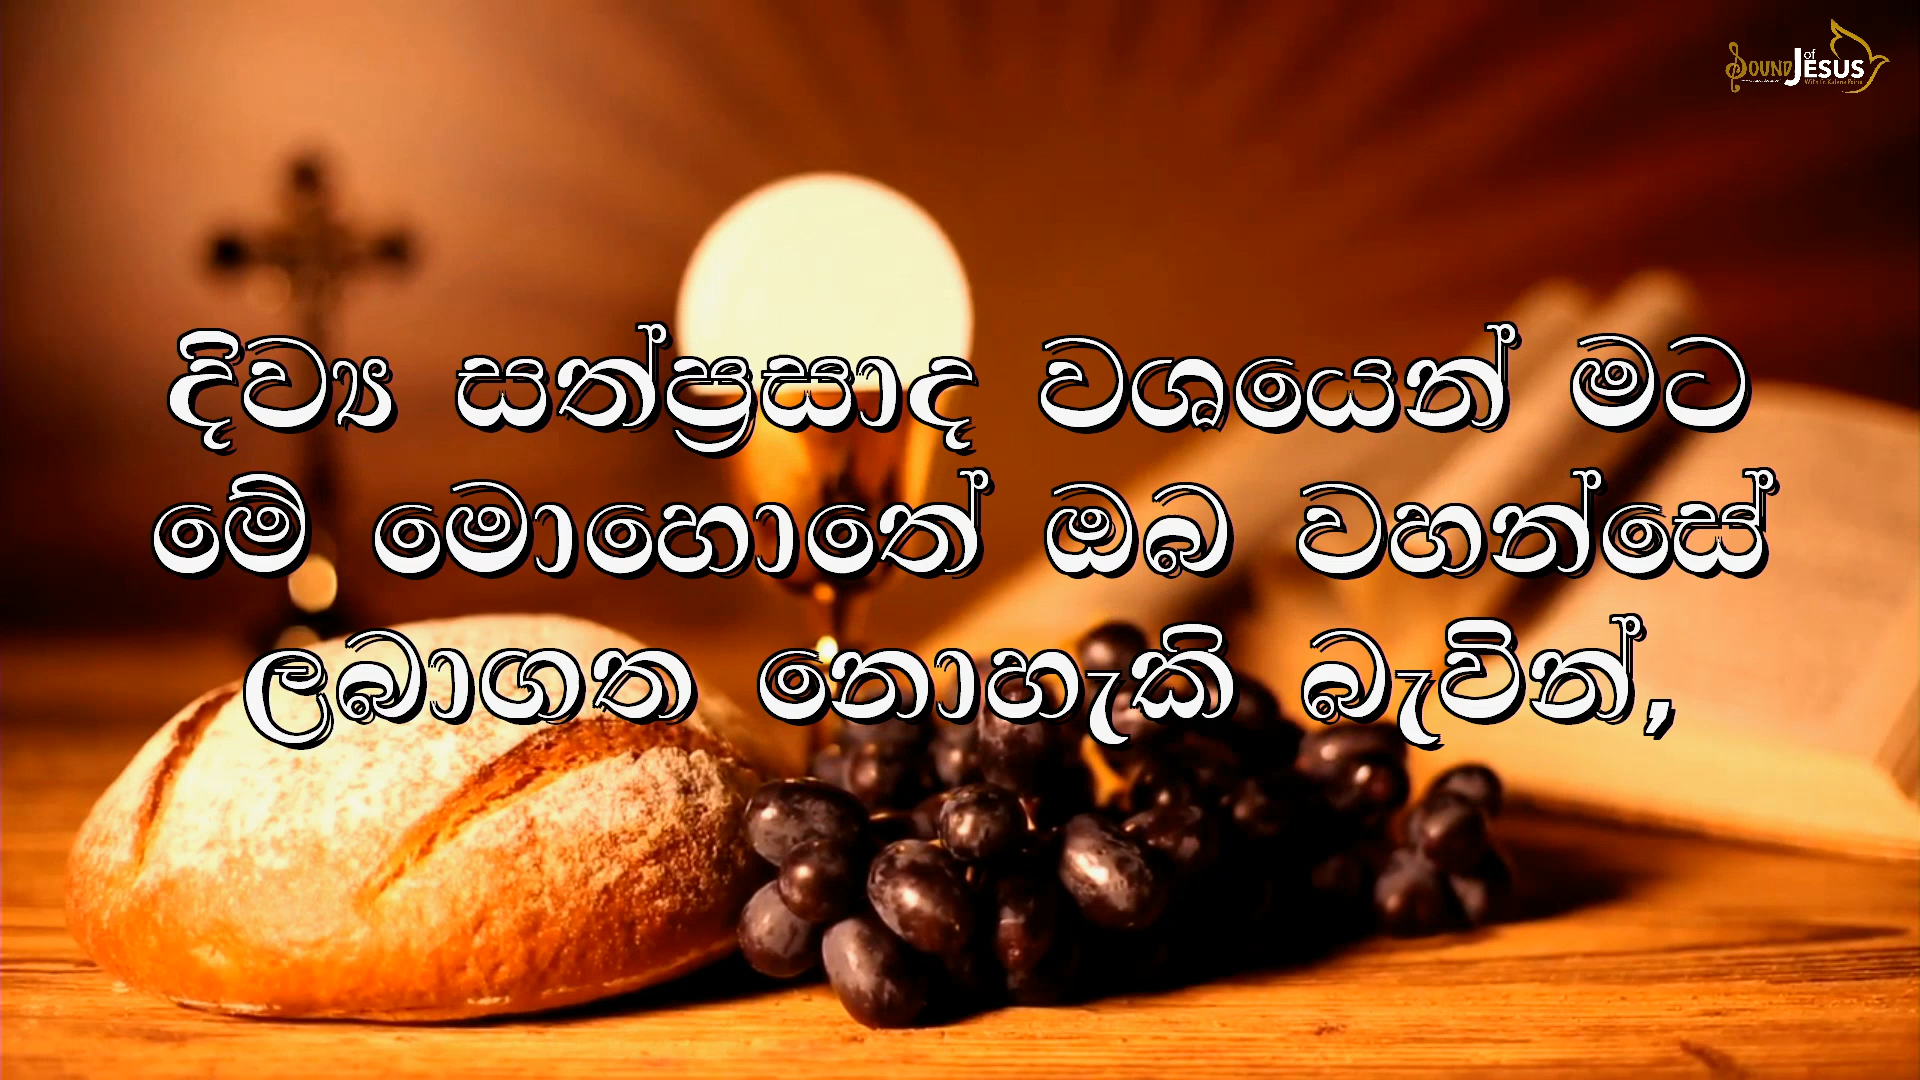 Sound of Jesus
දිව්‍ය සත්ප්‍රසාද වශයෙන් මට
මේ මොහොතේ ඔබ වහන්සේ
ලබාගත නොහැකි බැවින්,